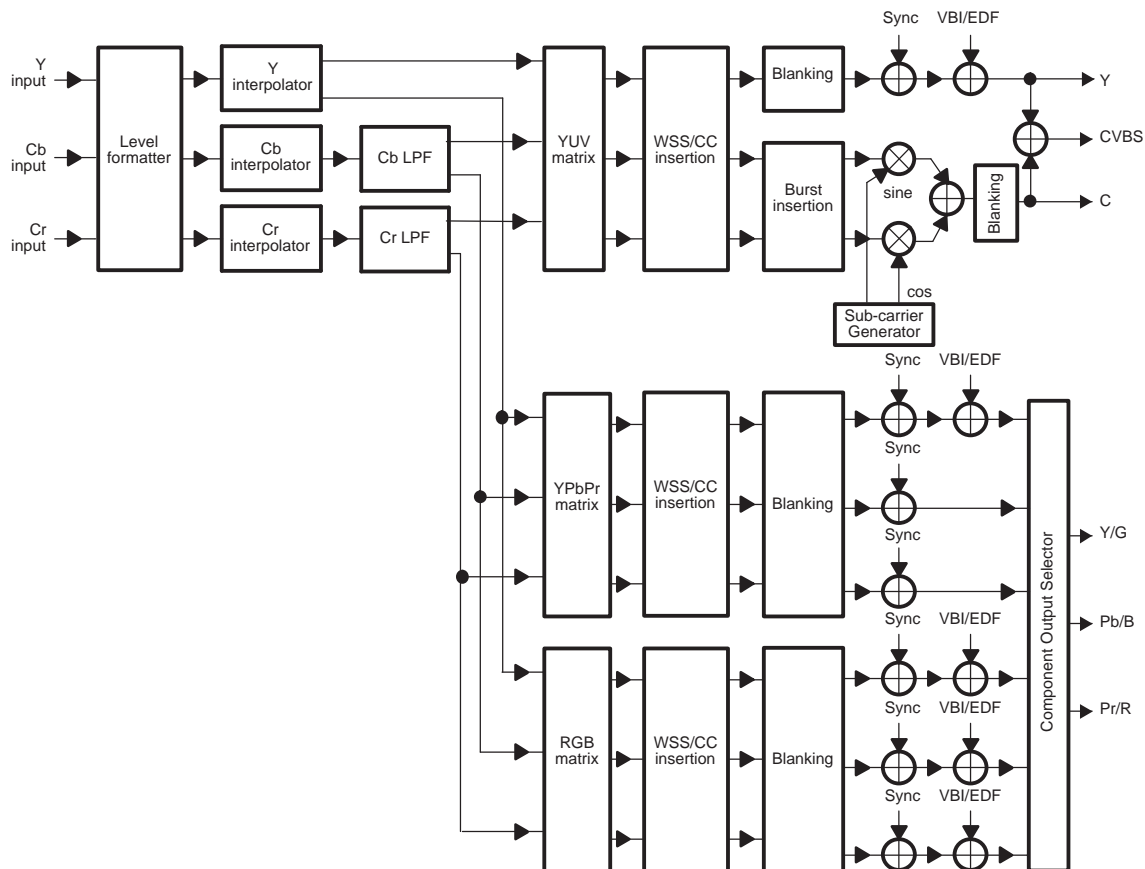 Sync
VBI/EDF
Y
input
Y
interpolator
Blanking
Y
Cb
input
Level
formatter
Cb
interpolator
Cb LPF
YUV
matrix
WSS/CC
insertion
CVBS
Burst
insertion
sine
Blanking
Cr
input
Cr
interpolator
Cr LPF
C
cos
Sub-carrier
Generator
Sync
VBI/EDF
Sync
YPbPr
matrix
WSS/CC
insertion
Blanking
Sync
Y/G
Component Output Selector
Pb/B
Sync
VBI/EDF
Pr/R
Sync
VBI/EDF
RGB
matrix
WSS/CC
insertion
Blanking
Sync
VBI/EDF